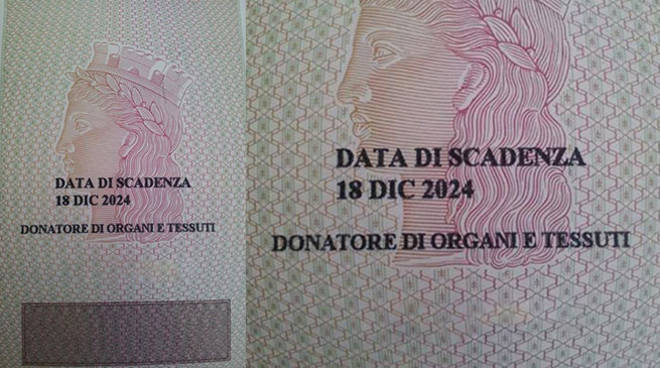 DATA DI SCADENZA
18 DIC 2024
DONATORE DI ORGANI E TESSUTI
DATA DI SCADENZA
18 DIC 2024
DONATORE DI ORGANI E TESSUTI